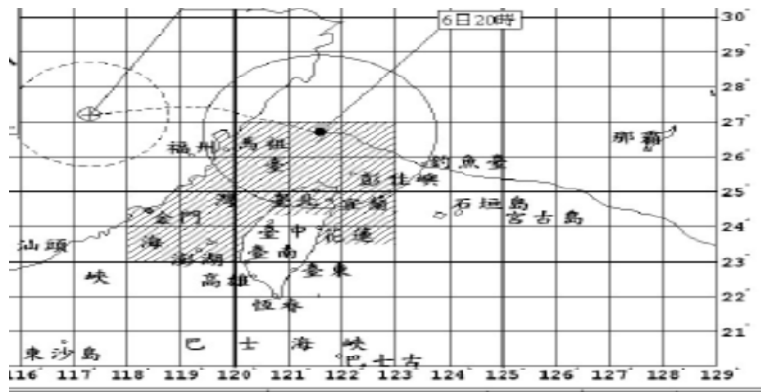 6日20時
30°
29°
28°
27°
26°
25°
24°
23°
22°
21°
20°
福州
馬祖
臺
釣魚臺
那霸
彭佳嶼
灣
臺北
宜蘭
石垣島
宮古島
金門
臺中
花蓮
汕頭
海
澎湖
臺南
臺東
峽
高雄
恆春
東沙島
巴士海峽
巴士古
116° 117° 118° 119° 120° 121° 122° 123° 124° 125° 126° 127° 128° 129°